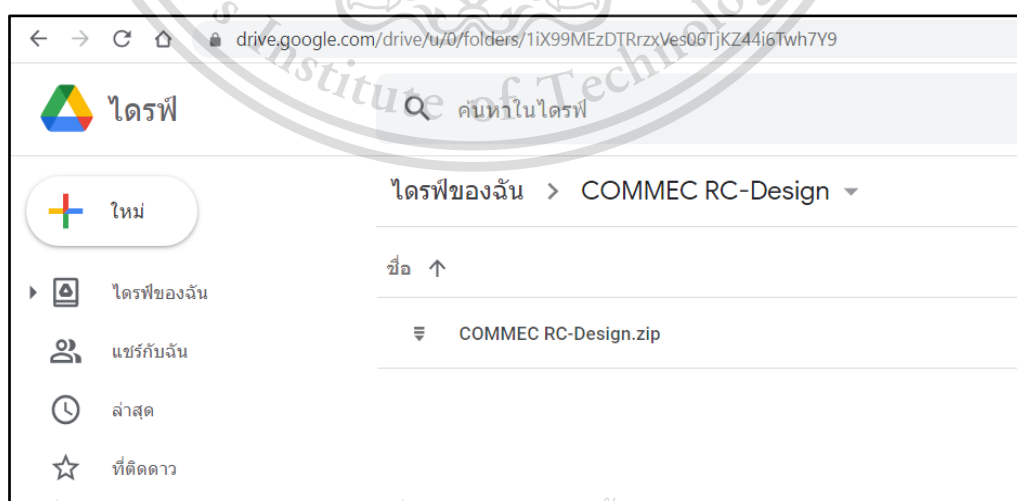 drive.google.com/drive/u/0/folders/1iX99MEzDTRrzxVes06TjKZ44i6Twh7Y9
s Institute of Technolo
ไดรฟ์
ค้นหาในไดรฟ์
ใหม่
ไดรฟ์ของฉัน > COMMEC RC-Design
ชื่อ
ไดรฟ์ของฉัน
COMMEC RC-Design.zip
แชร์กับฉัน
ล่าสุด
ที่ติดดาว